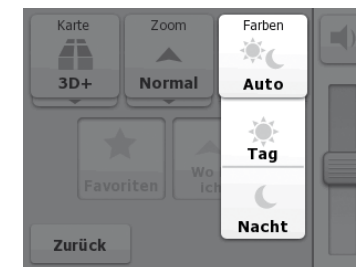 Karte
3D+
Zoom
Normal
Farben
Auto
Tag
Nacht
Favoriten
Wo
ich
Zurück